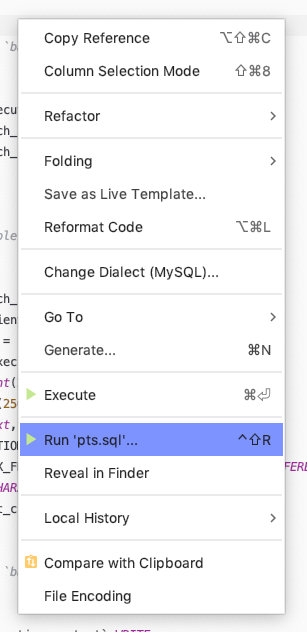 Copy Reference ⌥⇧⌘C
Column Selection Mode ⇧⌘8
Refactor >
Folding >
Save as Live Template...
Reformat Code ⌥⌘L
Change Dialect (MySQL)...
Go To >
Generate... ⌘N
Execute ⌘⏎
Run 'pts.sql'... ^⇧R
Reveal in Finder
Local History >
Compare with Clipboard
File Encoding